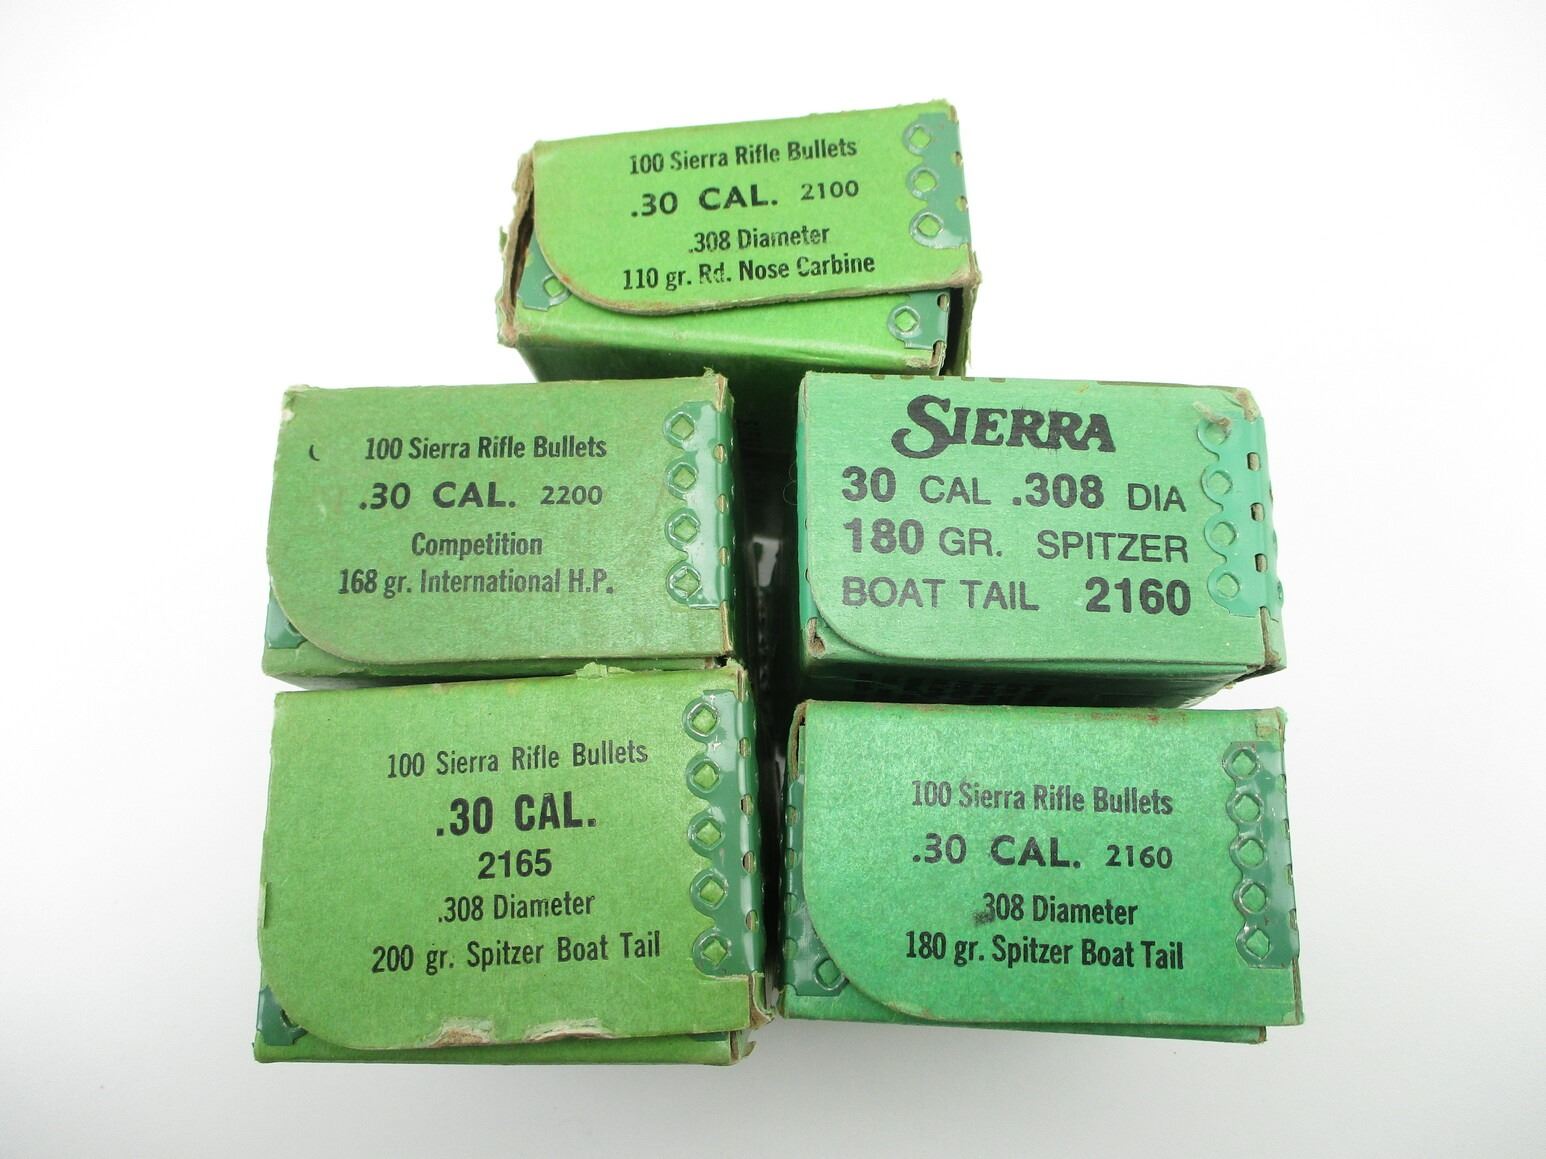 100 Sierra Rifle Bullets
.30 CAL. 2100
.308 Diameter
110 gr. Rd. Nose Carbine
100 Sierra Rifle Bullets
.30 CAL. 2200
Competition
168 gr. International H.P.
SIERRA
30 CAL .308 DIA
180 GR. SPITZER
BOAT TAIL 2160
100 Sierra Rifle Bullets
.30 CAL.
2165
.308 Diameter
200 gr. Spitzer Boat Tail
100 Sierra Rifle Bullets
.30 CAL. 2160
.308 Diameter
180 gr. Spitzer Boat Tail